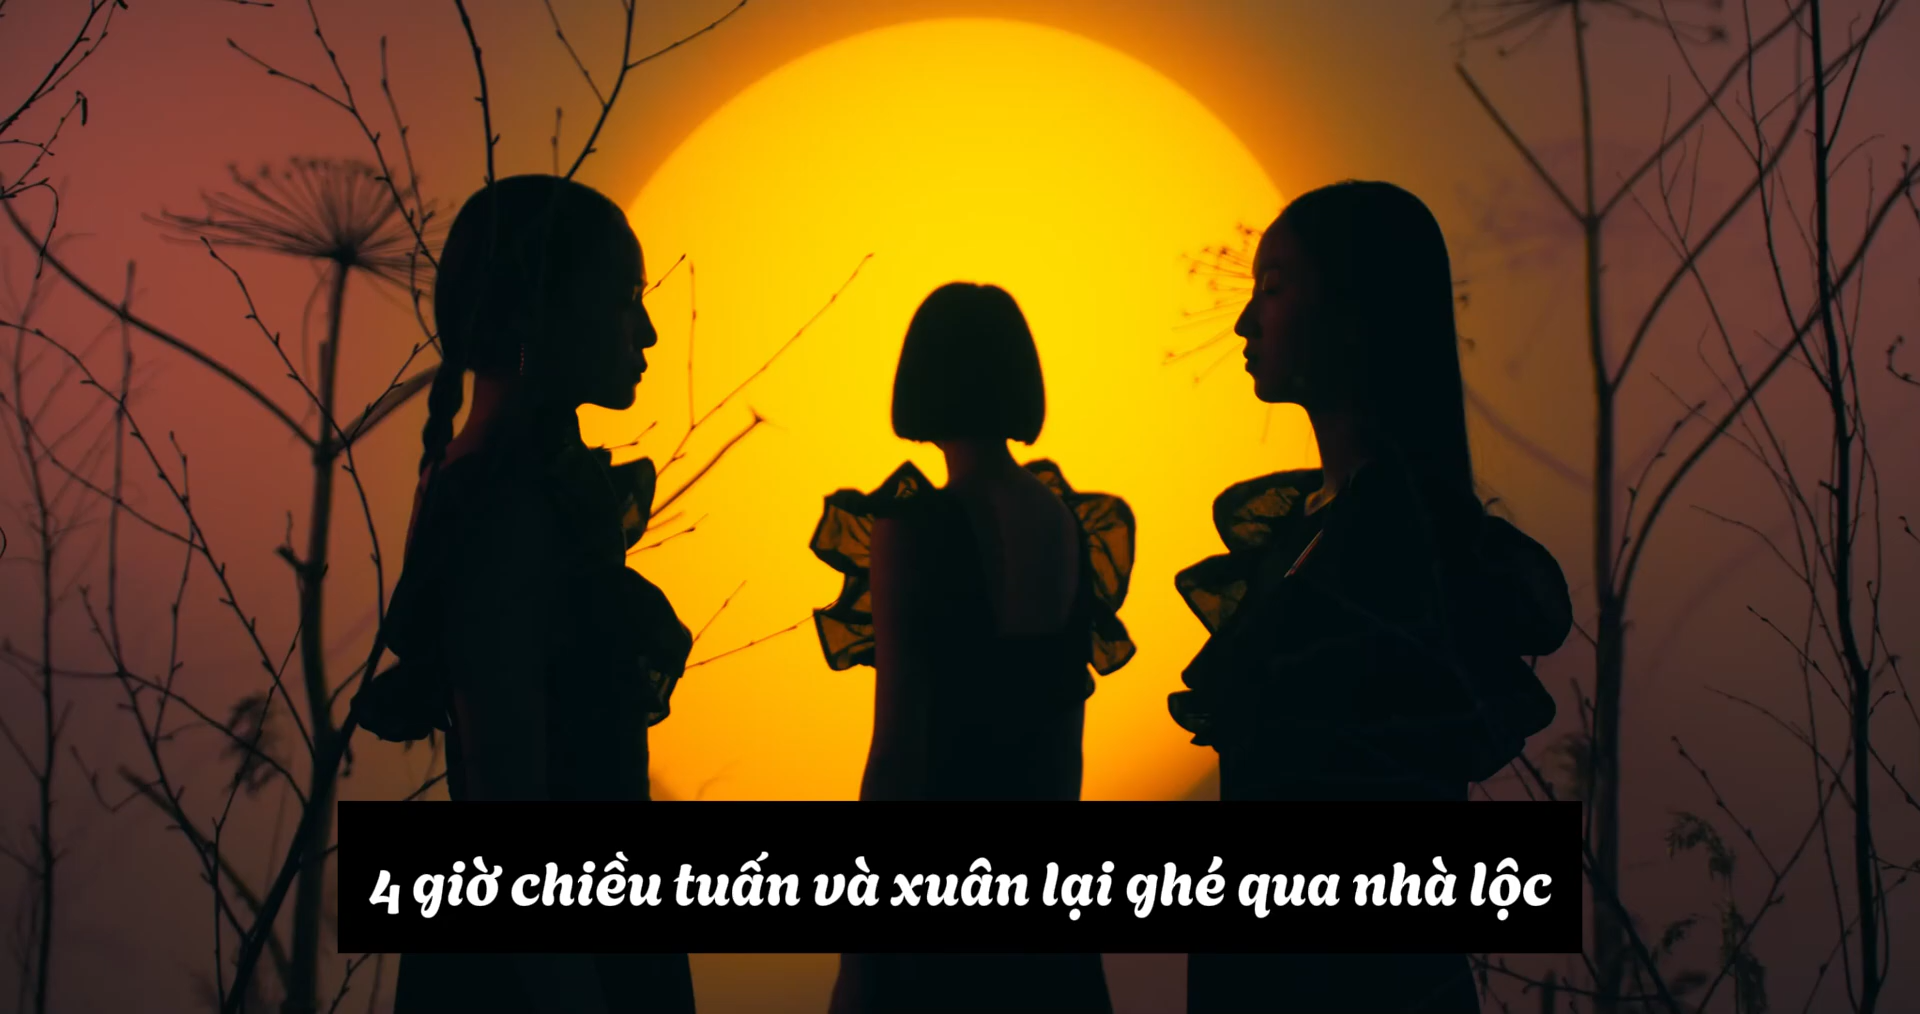 4 giờ chiều tuấn và xuân lại ghé qua nhà lộc